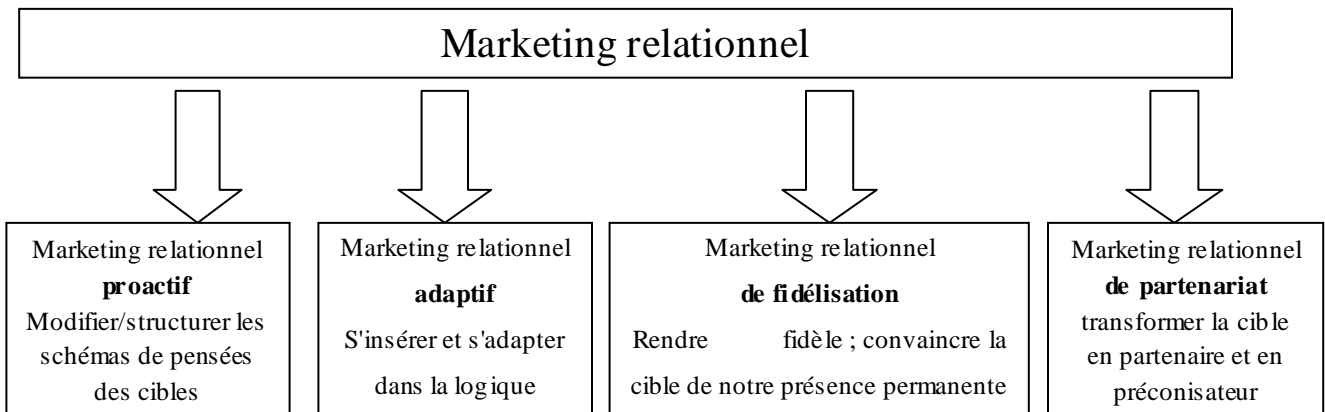 Marketing relationnel
Marketing relationnel
proactif
Modifier/structurer les
schémas de pensées
des cibles
Marketing relationnel
adaptif
S'insérer et s'adapter
dans la logique
Marketing relationnel
de fidélisation
Rendre fidèle ; convaincre la
cible de notre présence permanente
Marketing relationnel
de partenariat
transformer la cible
en partenaire et en
préconisateur